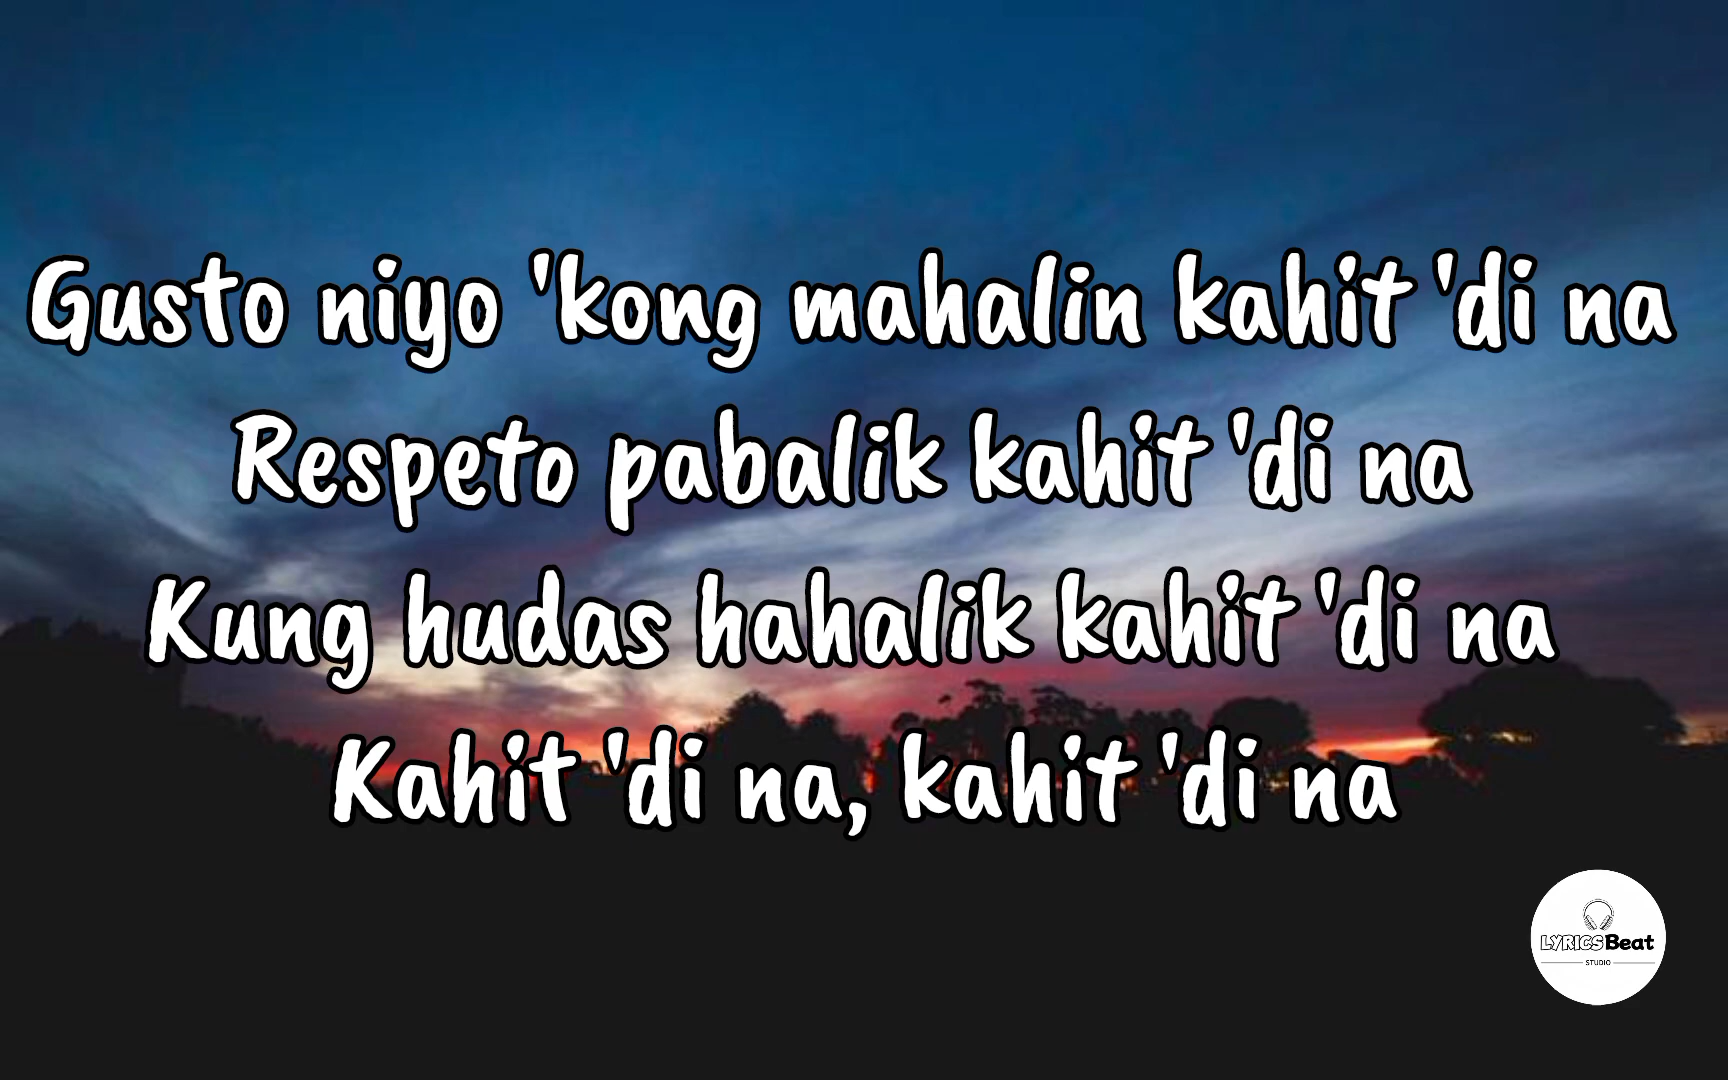 Gusto niyo 'kong mahalin kahit 'di na
Respeto pabalik kahit 'di na
Kung hudas hahalik kahit 'di na
Kahit 'di na, kahit 'di na
LYRICSBeat
STUDIO